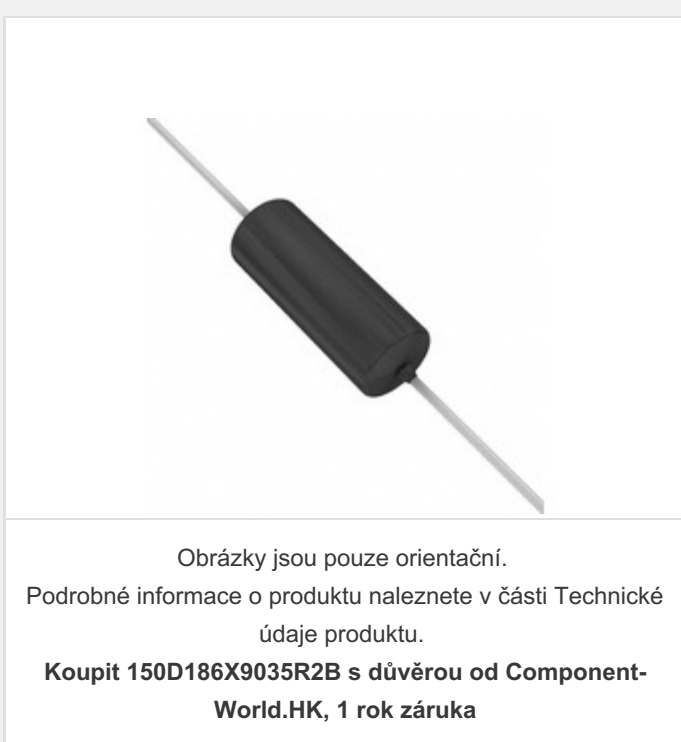 Obrázky jsou pouze orientační.
Podrobné informace o produktu naleznete v části Technické
údaje produktu.
Koupit 150D186X9035R2B s důvěrou od Component-
World.HK, 1 rok záruka